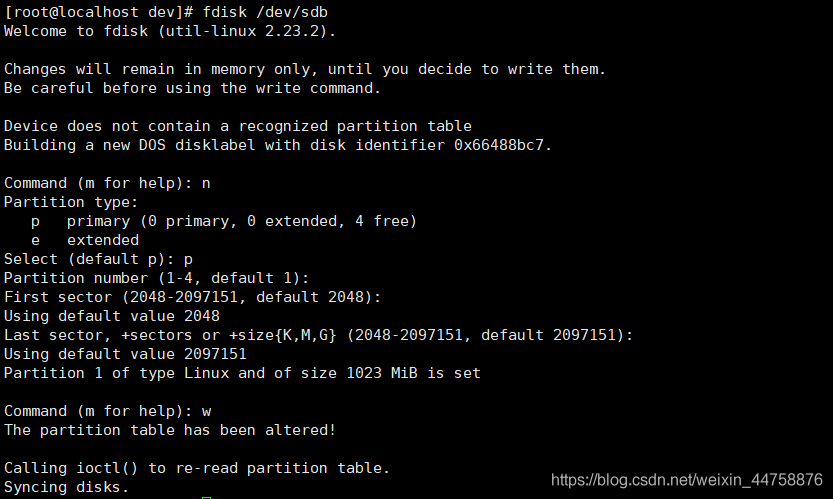 [root@localhost dev]# fdisk /dev/sdb
Welcome to fdisk (util-linux 2.23.2).
Changes will remain in memory only, until you decide to write them.
Be careful before using the write command.
Device does not contain a recognized partition table
Building a new DOS disklabel with disk identifier 0x66488bc7.
Command (m for help): n
Partition type:
   p   primary (0 primary, 0 extended, 4 free)
   e   extended
Select (default p): p
Partition number (1-4, default 1):
First sector (2048-2097151, default 2048):
Using default value 2048
Last sector, +sectors or +size{K,M,G} (2048-2097151, default 2097151):
Using default value 2097151
Partition 1 of type Linux and of size 1023 MiB is set
Command (m for help): w
The partition table has been altered!
Calling ioctl() to re-read partition table.
Syncing disks.
https://blog.csdn.net/weixin_44758876